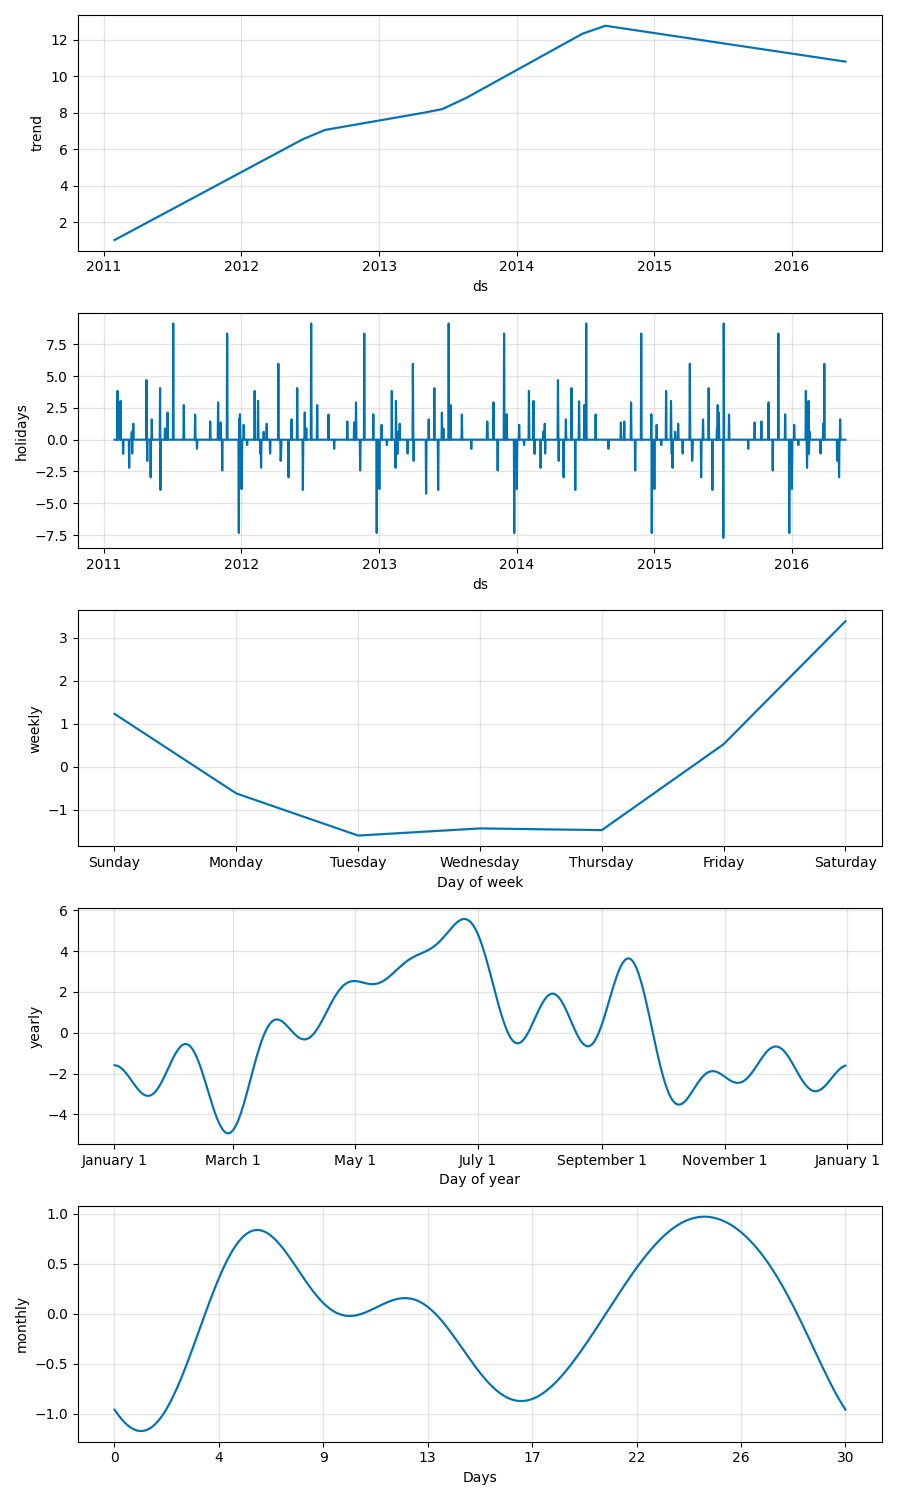 12
10
8
6
4
2
trend
2011 2012 2013 2014 2015 2016
ds
7.5
5.0
2.5
0.0
−2.5
−5.0
−7.5
holidays
2011 2012 2013 2014 2015 2016
ds
3
2
1
0
−1
weekly
Sunday Monday Tuesday Wednesday Thursday Friday Saturday
Day of week
6
4
2
0
−2
−4
yearly
January 1 March 1 May 1 July 1 September 1 November 1 January 1
Day of year
1.0
0.5
0.0
−0.5
−1.0
monthly
0 4 9 13 17 22 26 30
Days